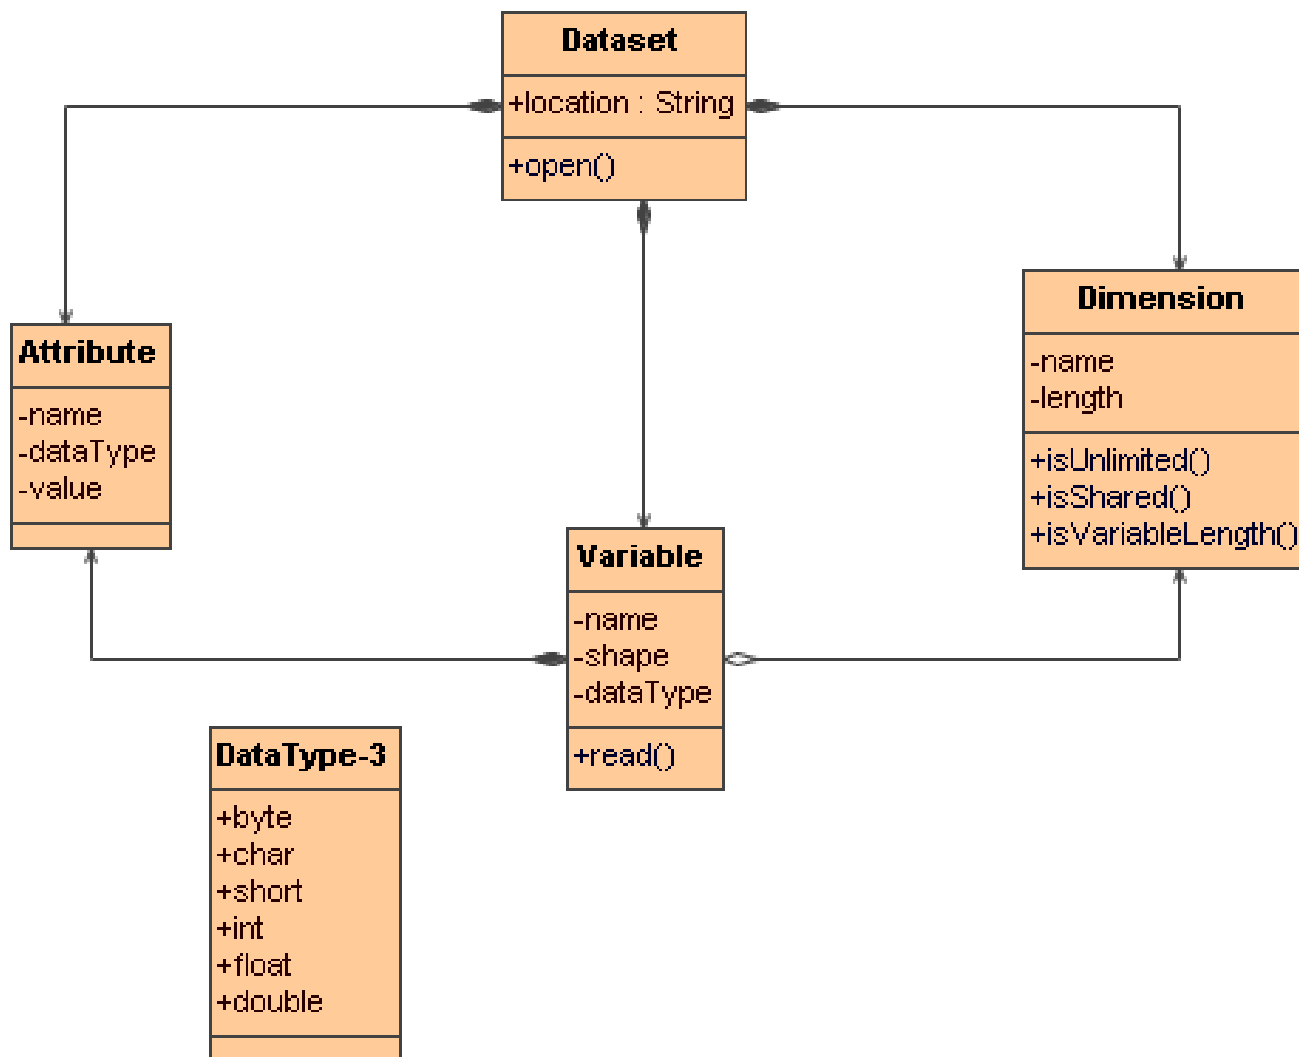 Dataset
+location : String
+open()
Attribute
-name
-dataType
-value
Dimension
-name
-length
+isUnlimited()
+isShared()
+isVariableLength()
Variable
-name
-shape
-dataType
+read()
DataType-3
+byte
+char
+short
+int
+float
+double